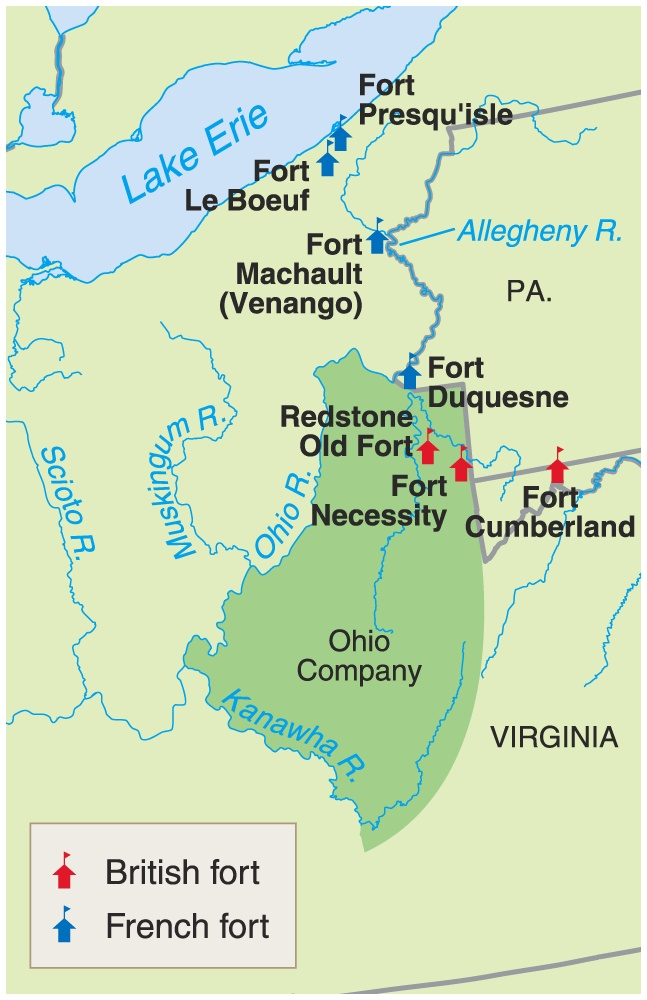 Fort
Presqu'isle
Lake Erie
Fort
Le Boeuf
Allegheny R.
Fort
Machault
(Venango)
PA.
Fort
Duquesne
Redstone
Old Fort
Muskingum R.
Scioto R.
Ohio R.
Fort
Necessity
Fort
Cumberland
Ohio
Company
Kanawha R.
VIRGINIA
British fort
French fort